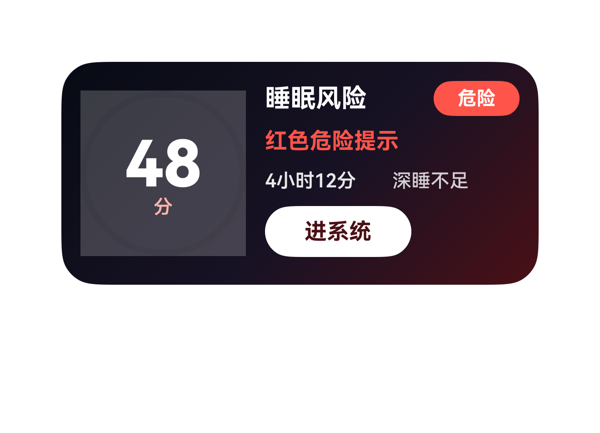 48
分
睡眠风险
危险
红色危险提示
4小时12分 深睡不足
进系统